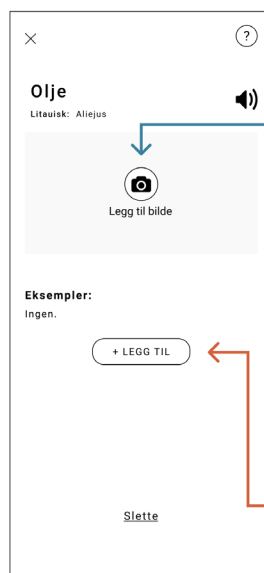 ?
Olje
Litauisk: Aliejus
Legg til bilde
Eksempler:
Ingen.
+ LEGG TIL
Slette